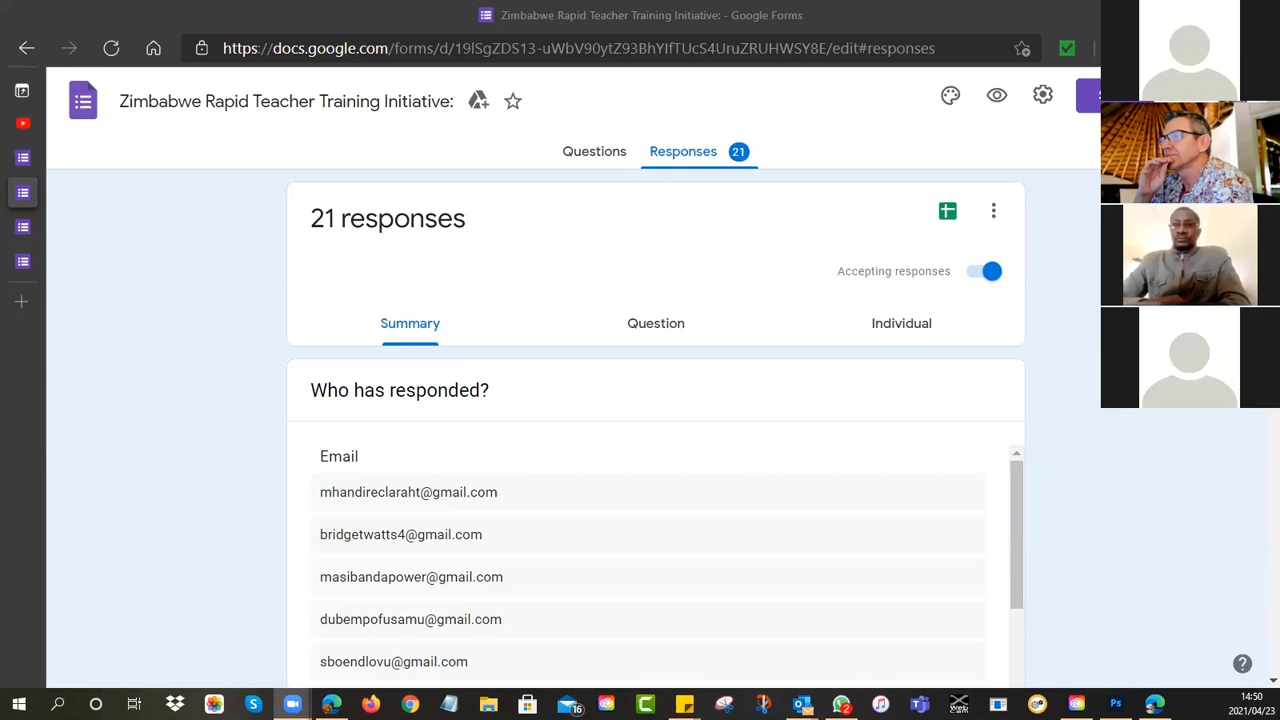 Zimbabwe Rapid Teacher Training Initiative: - Google Forms
https://docs.google.com/forms/d/19lSgZDS13-uWbV90ytZ93BhYIfTUcS4UruZRUHWSY8E/edit#responses
Zimbabwe Rapid Teacher Training Initiative:
Questions Responses 21
21 responses
Accepting responses
Summary Question Individual
Who has responded?
Email
mhandireclaraht@gmail.com
bridgetwatts4@gmail.com
masibandapower@gmail.com
dubempofusamu@gmail.com
sboendlovu@gmail.com
16
2
14:50
2021/04/23